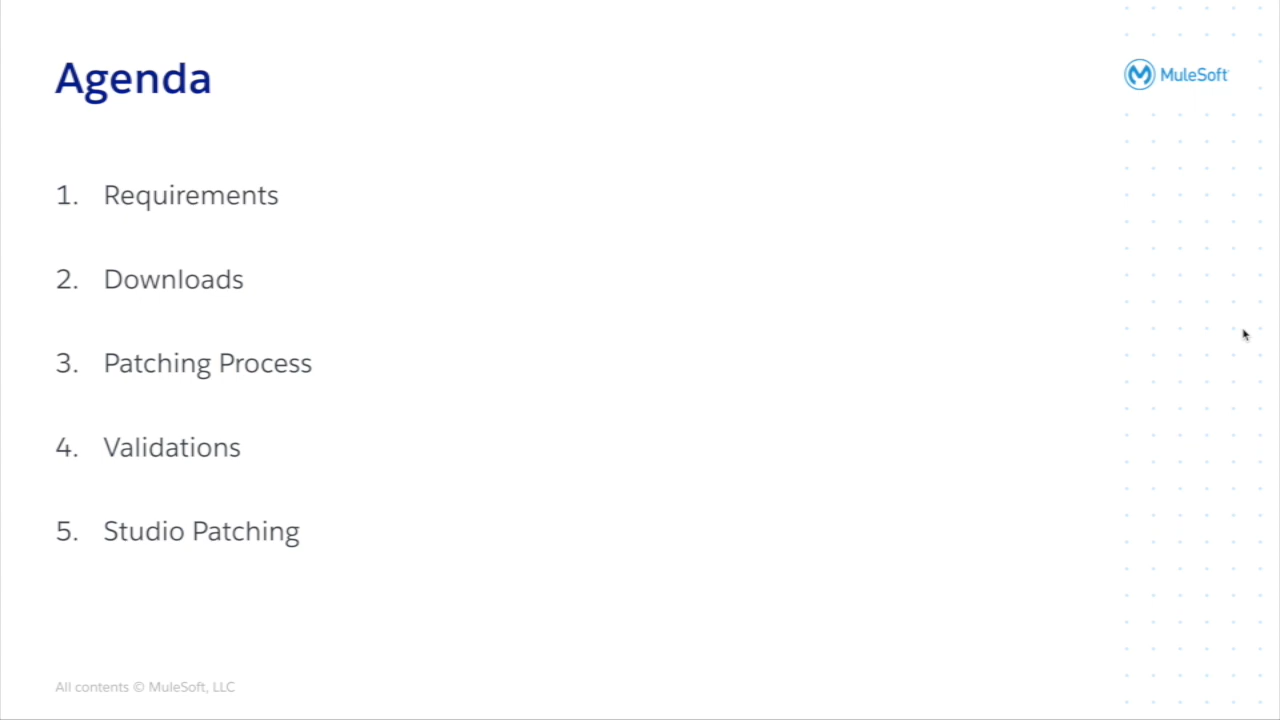 Agenda
MuleSoft
1. Requirements
2. Downloads
3. Patching Process
4. Validations
5. Studio Patching
All contents © MuleSoft, LLC